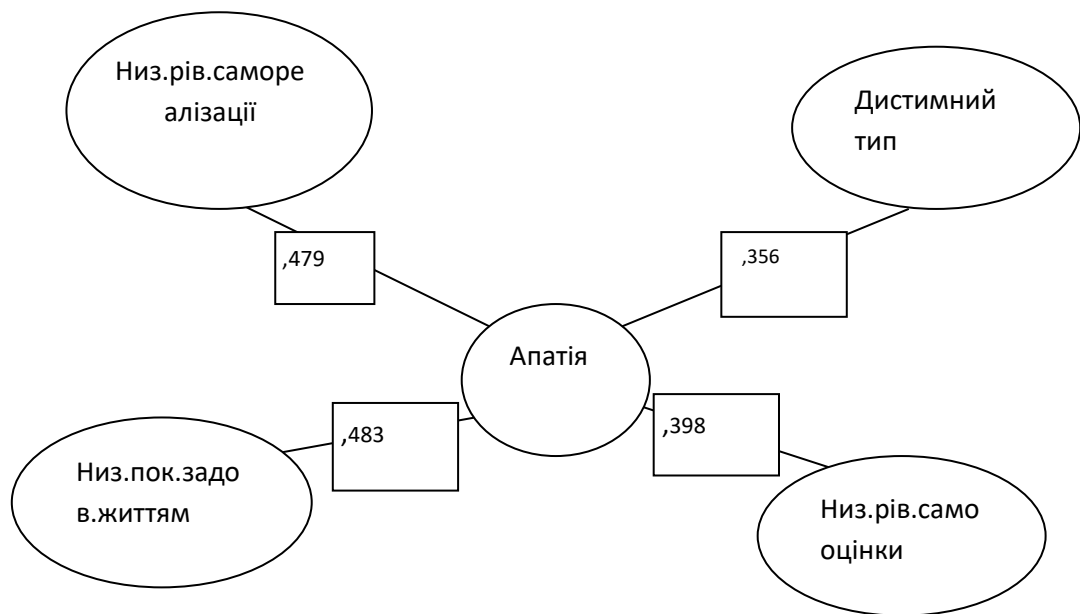 Низ.рів.саморе
алізації
Дистимний
тип
,479
,356
Апатія
,483
,398
Низ.пок.задо
в.життям
Низ.рів.само
оцінки